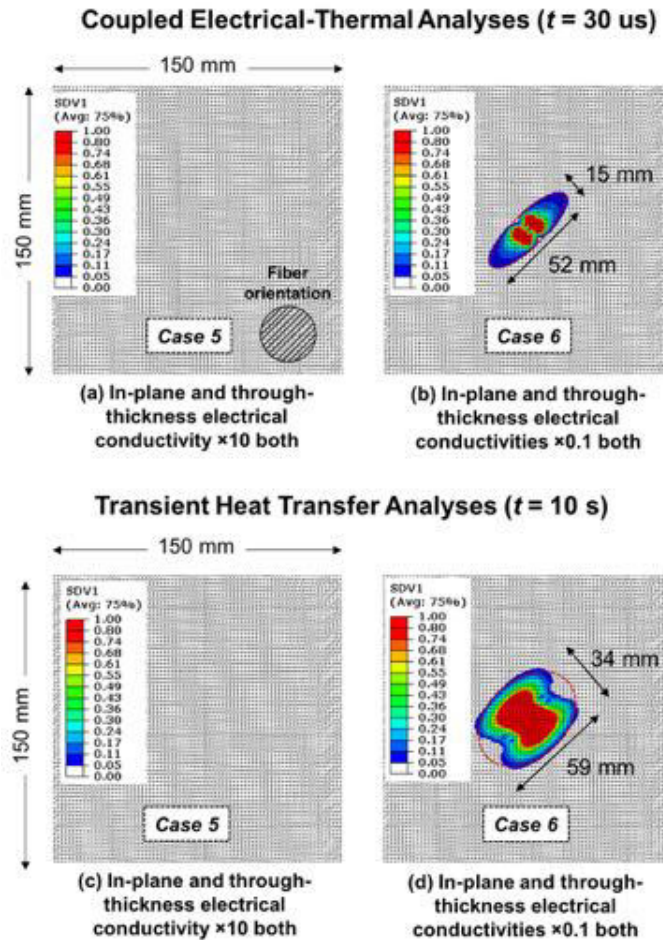 Coupled Electrical-Thermal Analyses (t = 30 us)
150 mm
150 mm
SDV1
(Avg: 75%)
1.00
0.80
0.74
0.68
0.61
0.55
0.49
0.43
0.36
0.30
0.24
0.17
0.11
0.05
0.00
Fiber
orientation
Case 5
(a) In-plane and through-
thickness electrical
conductivity ×10 both
SDV1
(Avg: 75%)
1.00
0.80
0.74
0.68
0.61
0.55
0.49
0.43
0.36
0.30
0.24
0.17
0.11
0.05
0.00
15 mm
52 mm
Case 6
(b) In-plane and through-
thickness electrical
conductivities ×0.1 both
Transient Heat Transfer Analyses (t = 10 s)
150 mm
150 mm
SDV1
(Avg: 75%)
1.00
0.80
0.74
0.68
0.61
0.55
0.49
0.43
0.36
0.30
0.24
0.17
0.11
0.05
0.00
Case 5
(c) In-plane and through-
thickness electrical
conductivity ×10 both
SDV1
(Avg: 75%)
1.00
0.80
0.74
0.68
0.61
0.55
0.49
0.43
0.36
0.30
0.24
0.17
0.11
0.05
0.00
34 mm
59 mm
Case 6
(d) In-plane and through-
thickness electrical
conductivities ×0.1 both